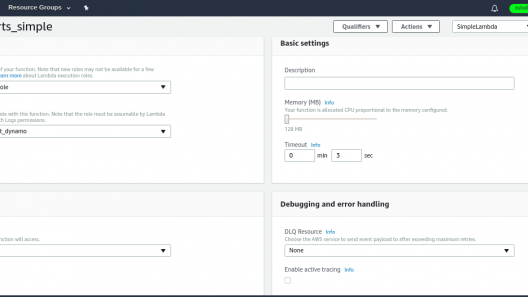 Resource Groups
rts_simple
Qualifiers
Actions
SimpleLambda
of your function. Note that new roles may not be available for a few
learn more about Lambda execution roles.
ole
role with this function. Note that the role must be assumable by Lambda
h Logs permissions.
t_dynamo
nction will access.
Basic settings
Description
Memory (MB) Info
Your function is allocated CPU proportional to the memory configured.
128 MB
Timeout Info
0 min 3 sec
Debugging and error handling
DLQ Resource Info
Choose the AWS service to send event payload to after exceeding maximum retries.
None
Enable active tracing Info